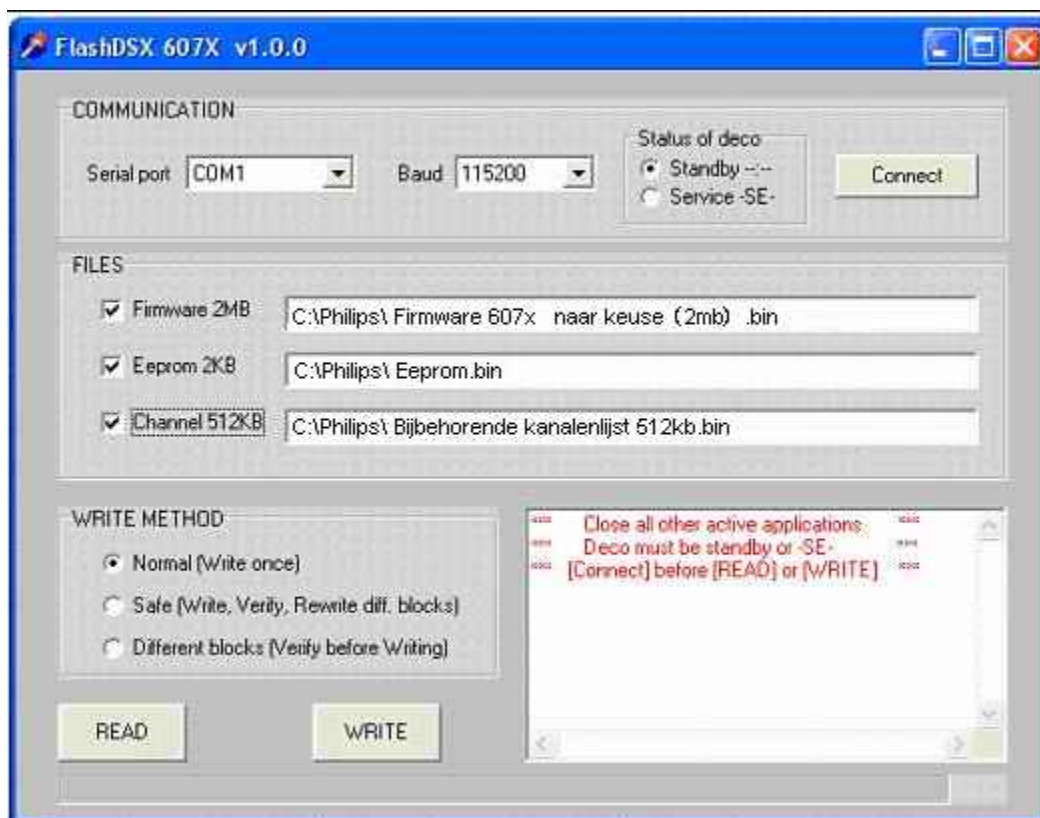 FlashDSX 607X v1.0.0
COMMUNICATION
Serial port COM1 Baud 115200
Status of deco
Standby --:--
Service -SE-
Connect
FILES
Firmware 2MB C:\Philips\ Firmware 607x naar keuse (2mb) .bin
Eeprom 2KB C:\Philips\ Eeprom.bin
Channel 512KB C:\Philips\ Bijbehorende kanalenlijst 512kb.bin
WRITE METHOD
Normal (Write once)
Safe (Write, Verify, Rewrite diff. blocks)
Different blocks (Verify before Writing)
*** Close all other active applications ***
*** Deco must be standby or -SE- ***
*** [Connect] before [READ] or [WRITE] ***
READ WRITE